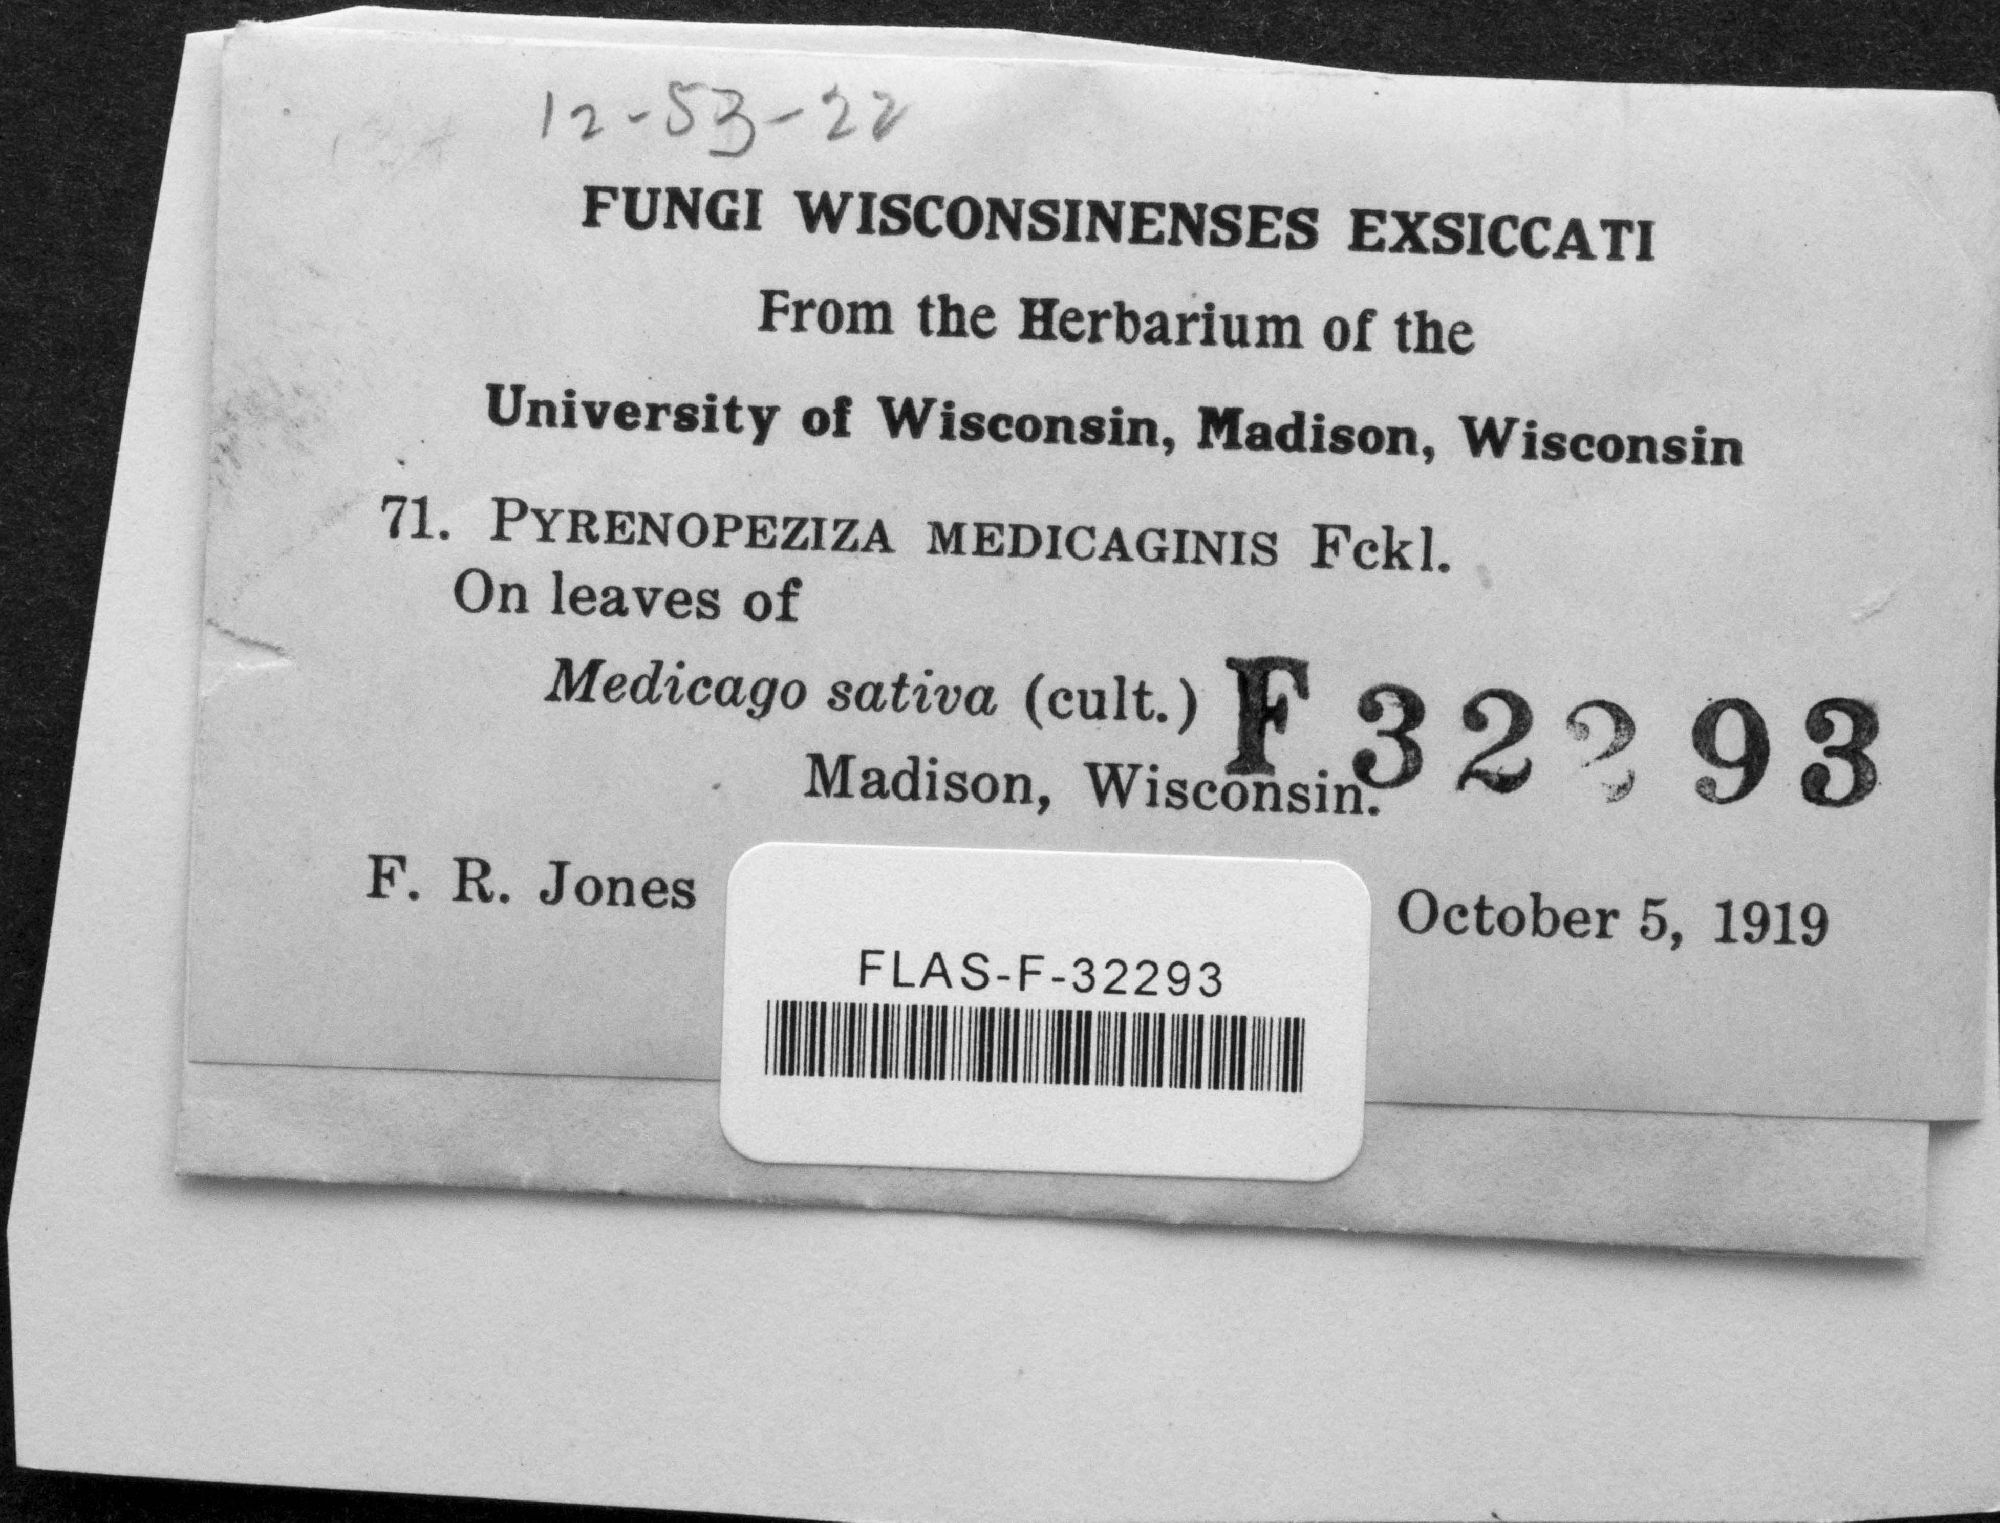 12-53-22
FUNGI WISCONSINENSES EXSICCATI
From the Herbarium of the
University of Wisconsin, Madison, Wisconsin
71. PYRENOPEZIZA MEDICAGINIS Fckl.
On leaves of
Medicago sativa (cult.)
F 32293
Madison, Wisconsin.
F. R. Jones October 5, 1919
FLAS-F-32293